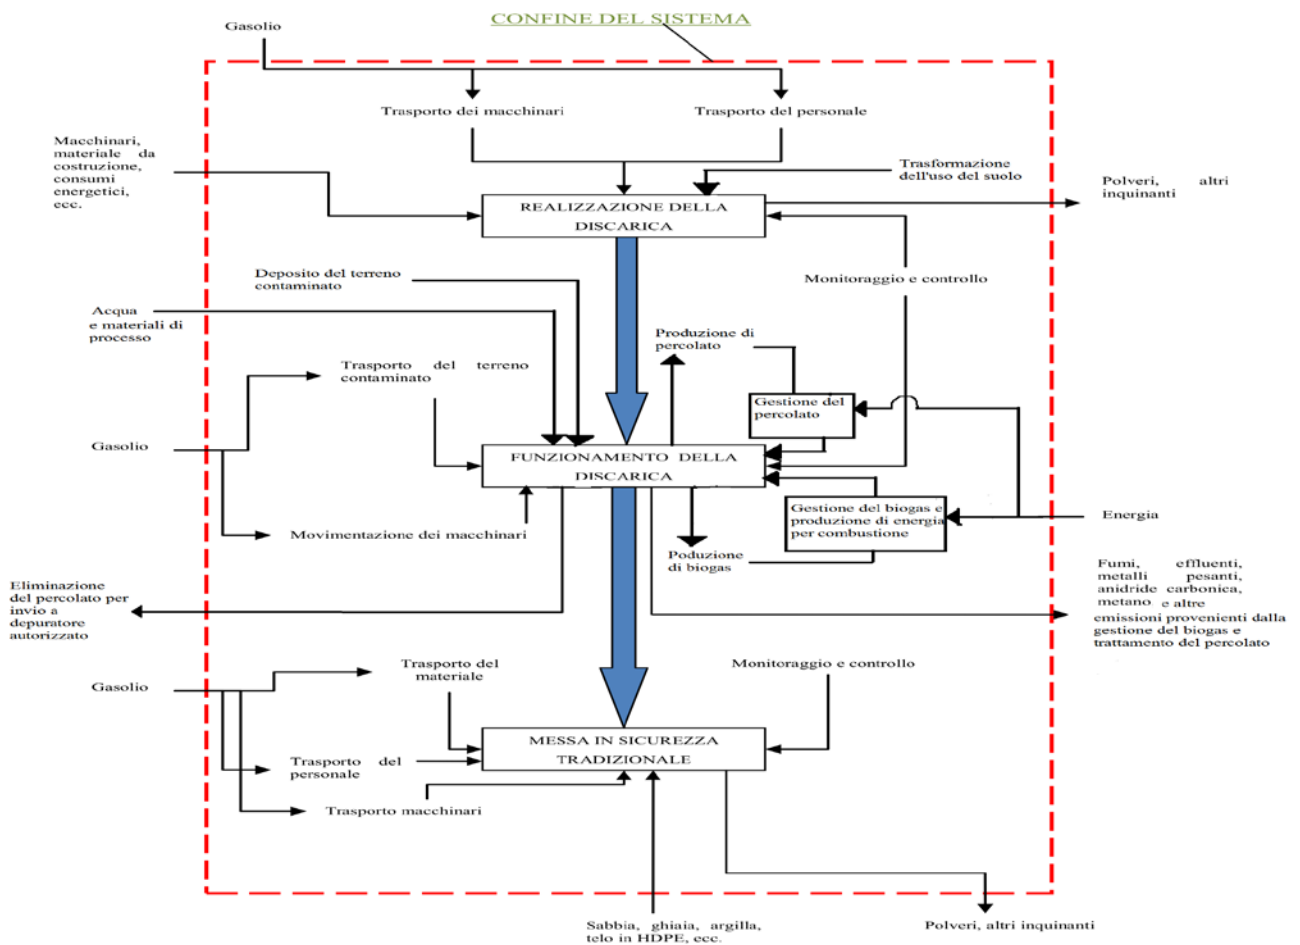 CONFINE DEL SISTEMA
Gasolio
Trasporto dei macchinari
Trasporto del personale
Macchinari,
materiale da
costruzione,
consumi
energetici,
ecc.
Trasformazione
dell'uso del suolo
Polveri, altri
inquinanti
REALIZZAZIONE DELLA
DISCARICA
Deposito del terreno
contaminato
Monitoraggio e controllo
Acqua
e materiali di
processo
Produzione di
percolato
Trasporto del terreno
contaminato
Gestione del
percolato
Gasolio
FUNZIONAMENTO DELLA
DISCARICA
Gestione del biogas e
produzione di energia
per combustione
Energia
Movimentazione dei macchinari
Poduzione
di biogas
Eliminazione
del percolato per
invio a
depuratore
autorizzato
Fumi, effluenti,
metalli pesanti,
anidride carbonica,
metano e altre
emissioni provenienti dalla
gestione del biogas e
trattamento del percolato
Trasporto del
materiale
Monitoraggio e controllo
Gasolio
MESSA IN SICUREZZA
TRADIZIONALE
Trasporto del
personale
Trasporto macchinari
Sabbia, ghiaia, argilla,
telo in HDPE, ecc.
Polveri, altri inquinanti